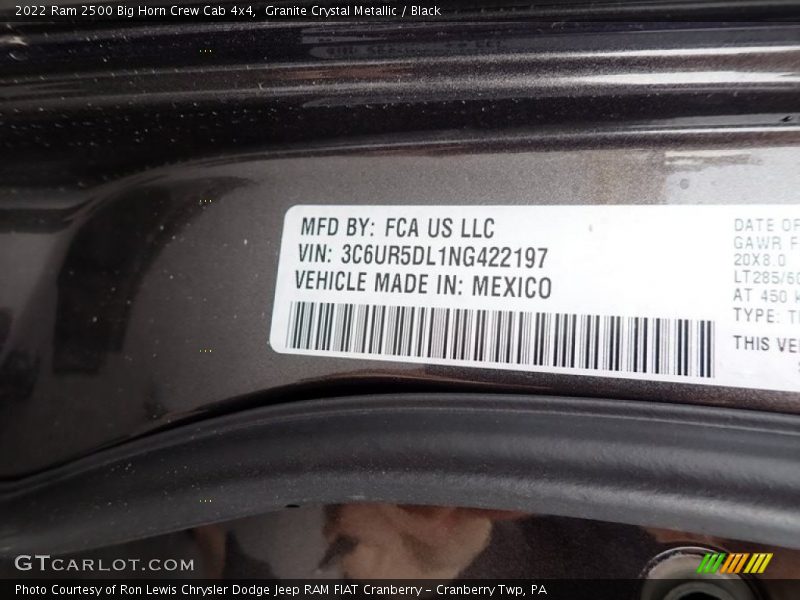 2022 Ram 2500 Big Horn Crew Cab 4x4,  Granite Crystal Metallic / Black
MFD BY: FCA US LLC
VIN: 3C6UR5DL1NG422197
VEHICLE MADE IN: MEXICO
DATE OF
GAWR F
20X8.0
LT285/60
AT 450 k
TYPE: T
THIS VE
GTCARLOT.COM
Photo Courtesy of Ron Lewis Chrysler Dodge Jeep RAM FIAT Cranberry – Cranberry Twp, PA